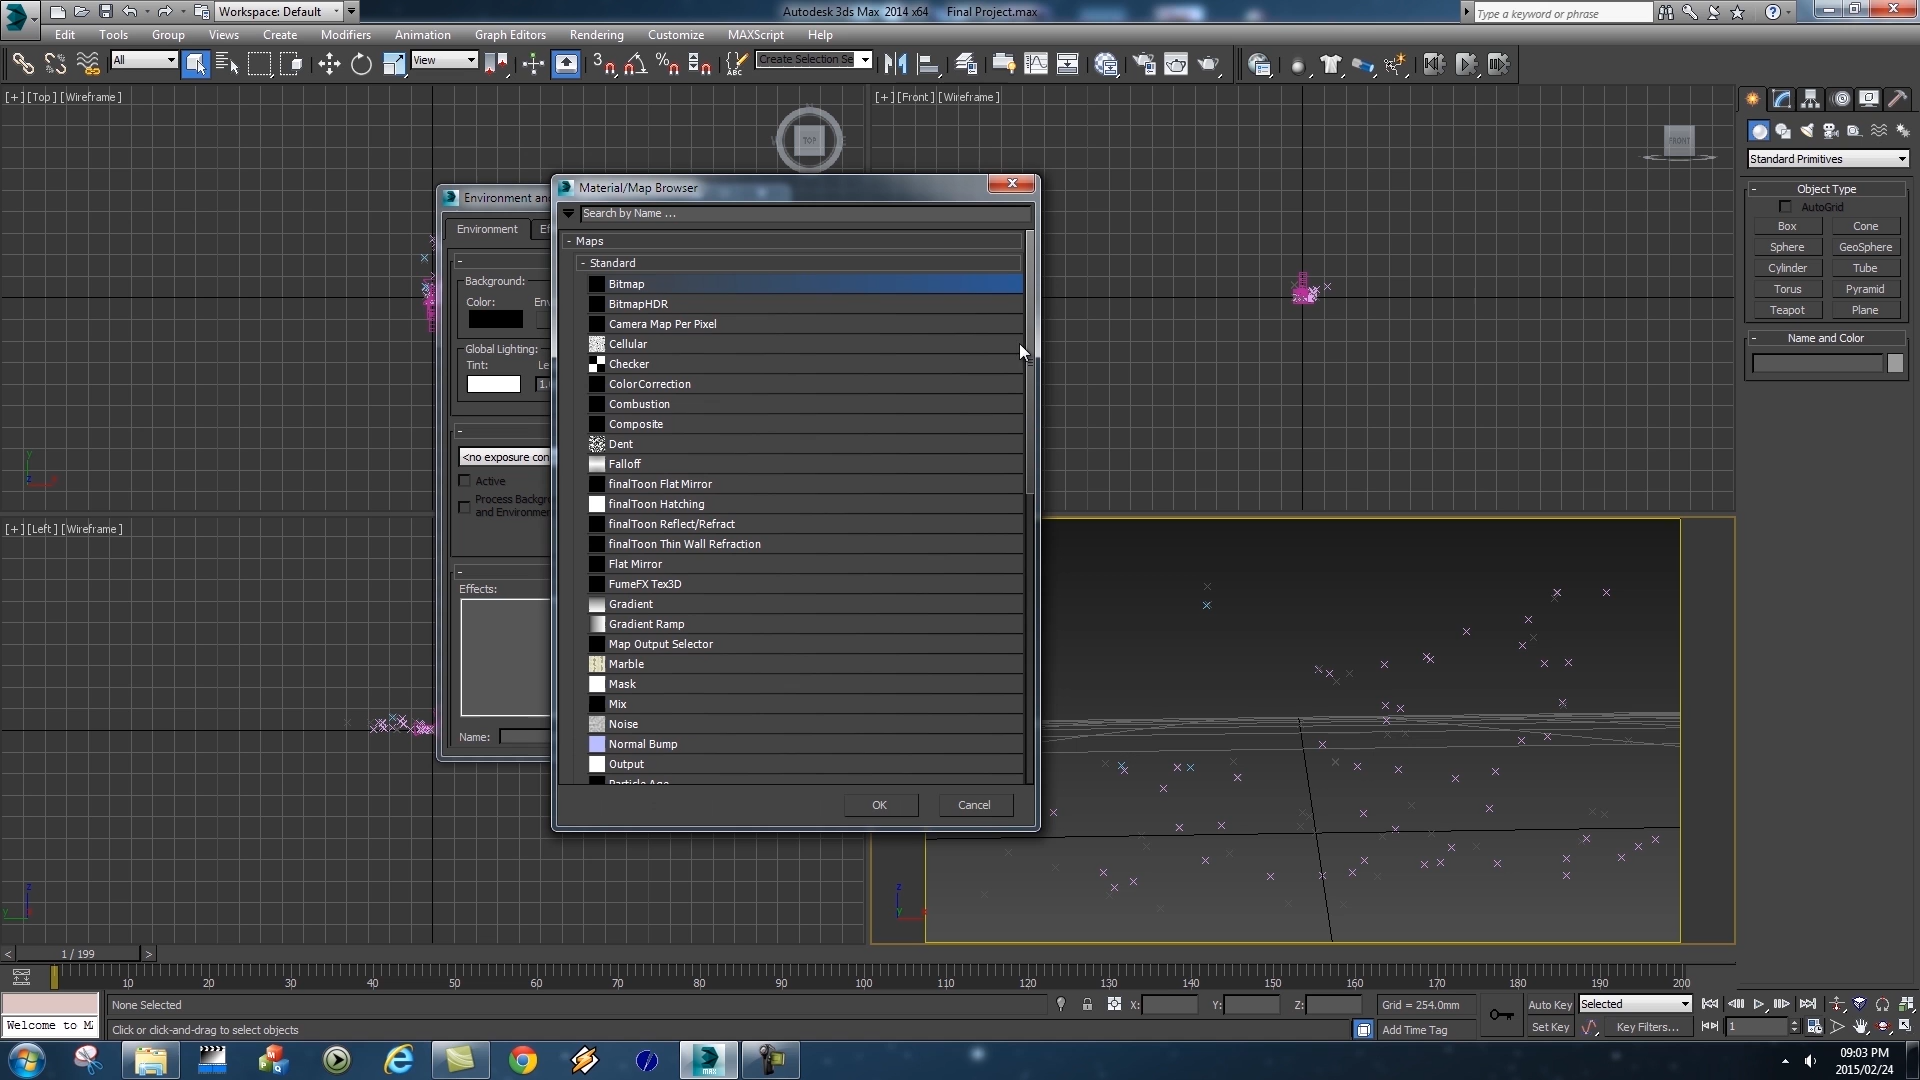 Workspace: Default
Autodesk 3ds Max 2014 x64 Final Project.max
Type a keyword or phrase
Edit Tools Group Views Create Modifiers Animation Graph Editors Rendering Customize MAXScript Help
All
View
Create Selection Se
[+] [Top] [Wireframe]
TOP
[+] [Front] [Wireframe]
FRONT
Standard Primitives
- Object Type
AutoGrid
Box Cone
Sphere GeoSphere
Cylinder Tube
Torus Pyramid
Teapot Plane
- Name and Color
Environment an
Environment
Background:
Color:
Global Lighting:
Tint:
<no exposure con
Active
Process Backgr
and Environme
Effects:
Name:
Material/Map Browser
Search by Name ...
- Maps
- Standard
Bitmap
BitmapHDR
Camera Map Per Pixel
Cellular
Checker
ColorCorrection
Combustion
Composite
Dent
Falloff
finalToon Flat Mirror
finalToon Hatching
finalToon Reflect/Refract
finalToon Thin Wall Refraction
Flat Mirror
FumeFX Tex3D
Gradient
Gradient Ramp
Map Output Selector
Marble
Mask
Mix
Noise
Normal Bump
Output
Particle Age
OK Cancel
[+] [Left] [Wireframe]
< 1 / 199 >
10 20 30 40 50 60 70 80 90 100 110 120 130 140 150 160 170 180 190 200
None Selected X: Y: Z: Grid = 254.0mm Auto Key Selected
Welcome to M
Click or click-and-drag to select objects Add Time Tag Set Key Key Filters... 1
09:03 PM
2015/02/24